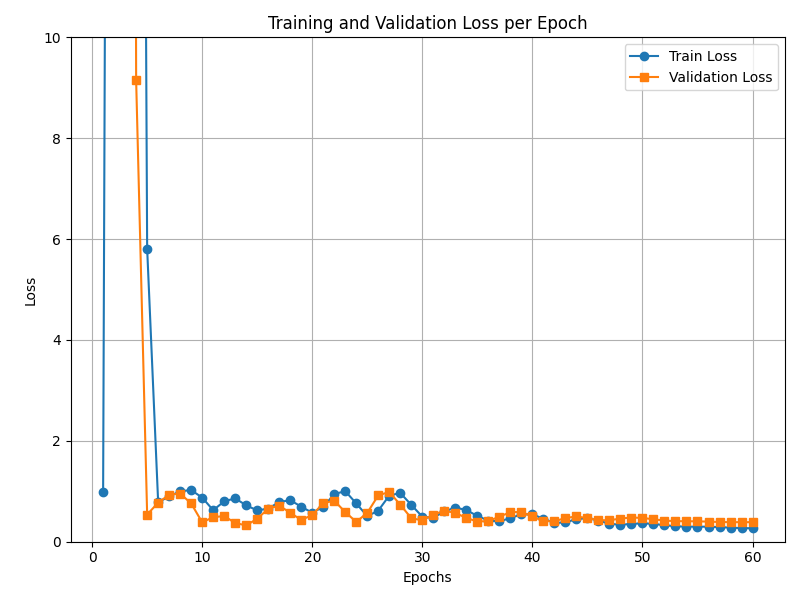 Training and Validation Loss per Epoch
10
8
6
4
2
0
Loss
Train Loss
Validation Loss
0 10 20 30 40 50 60
Epochs